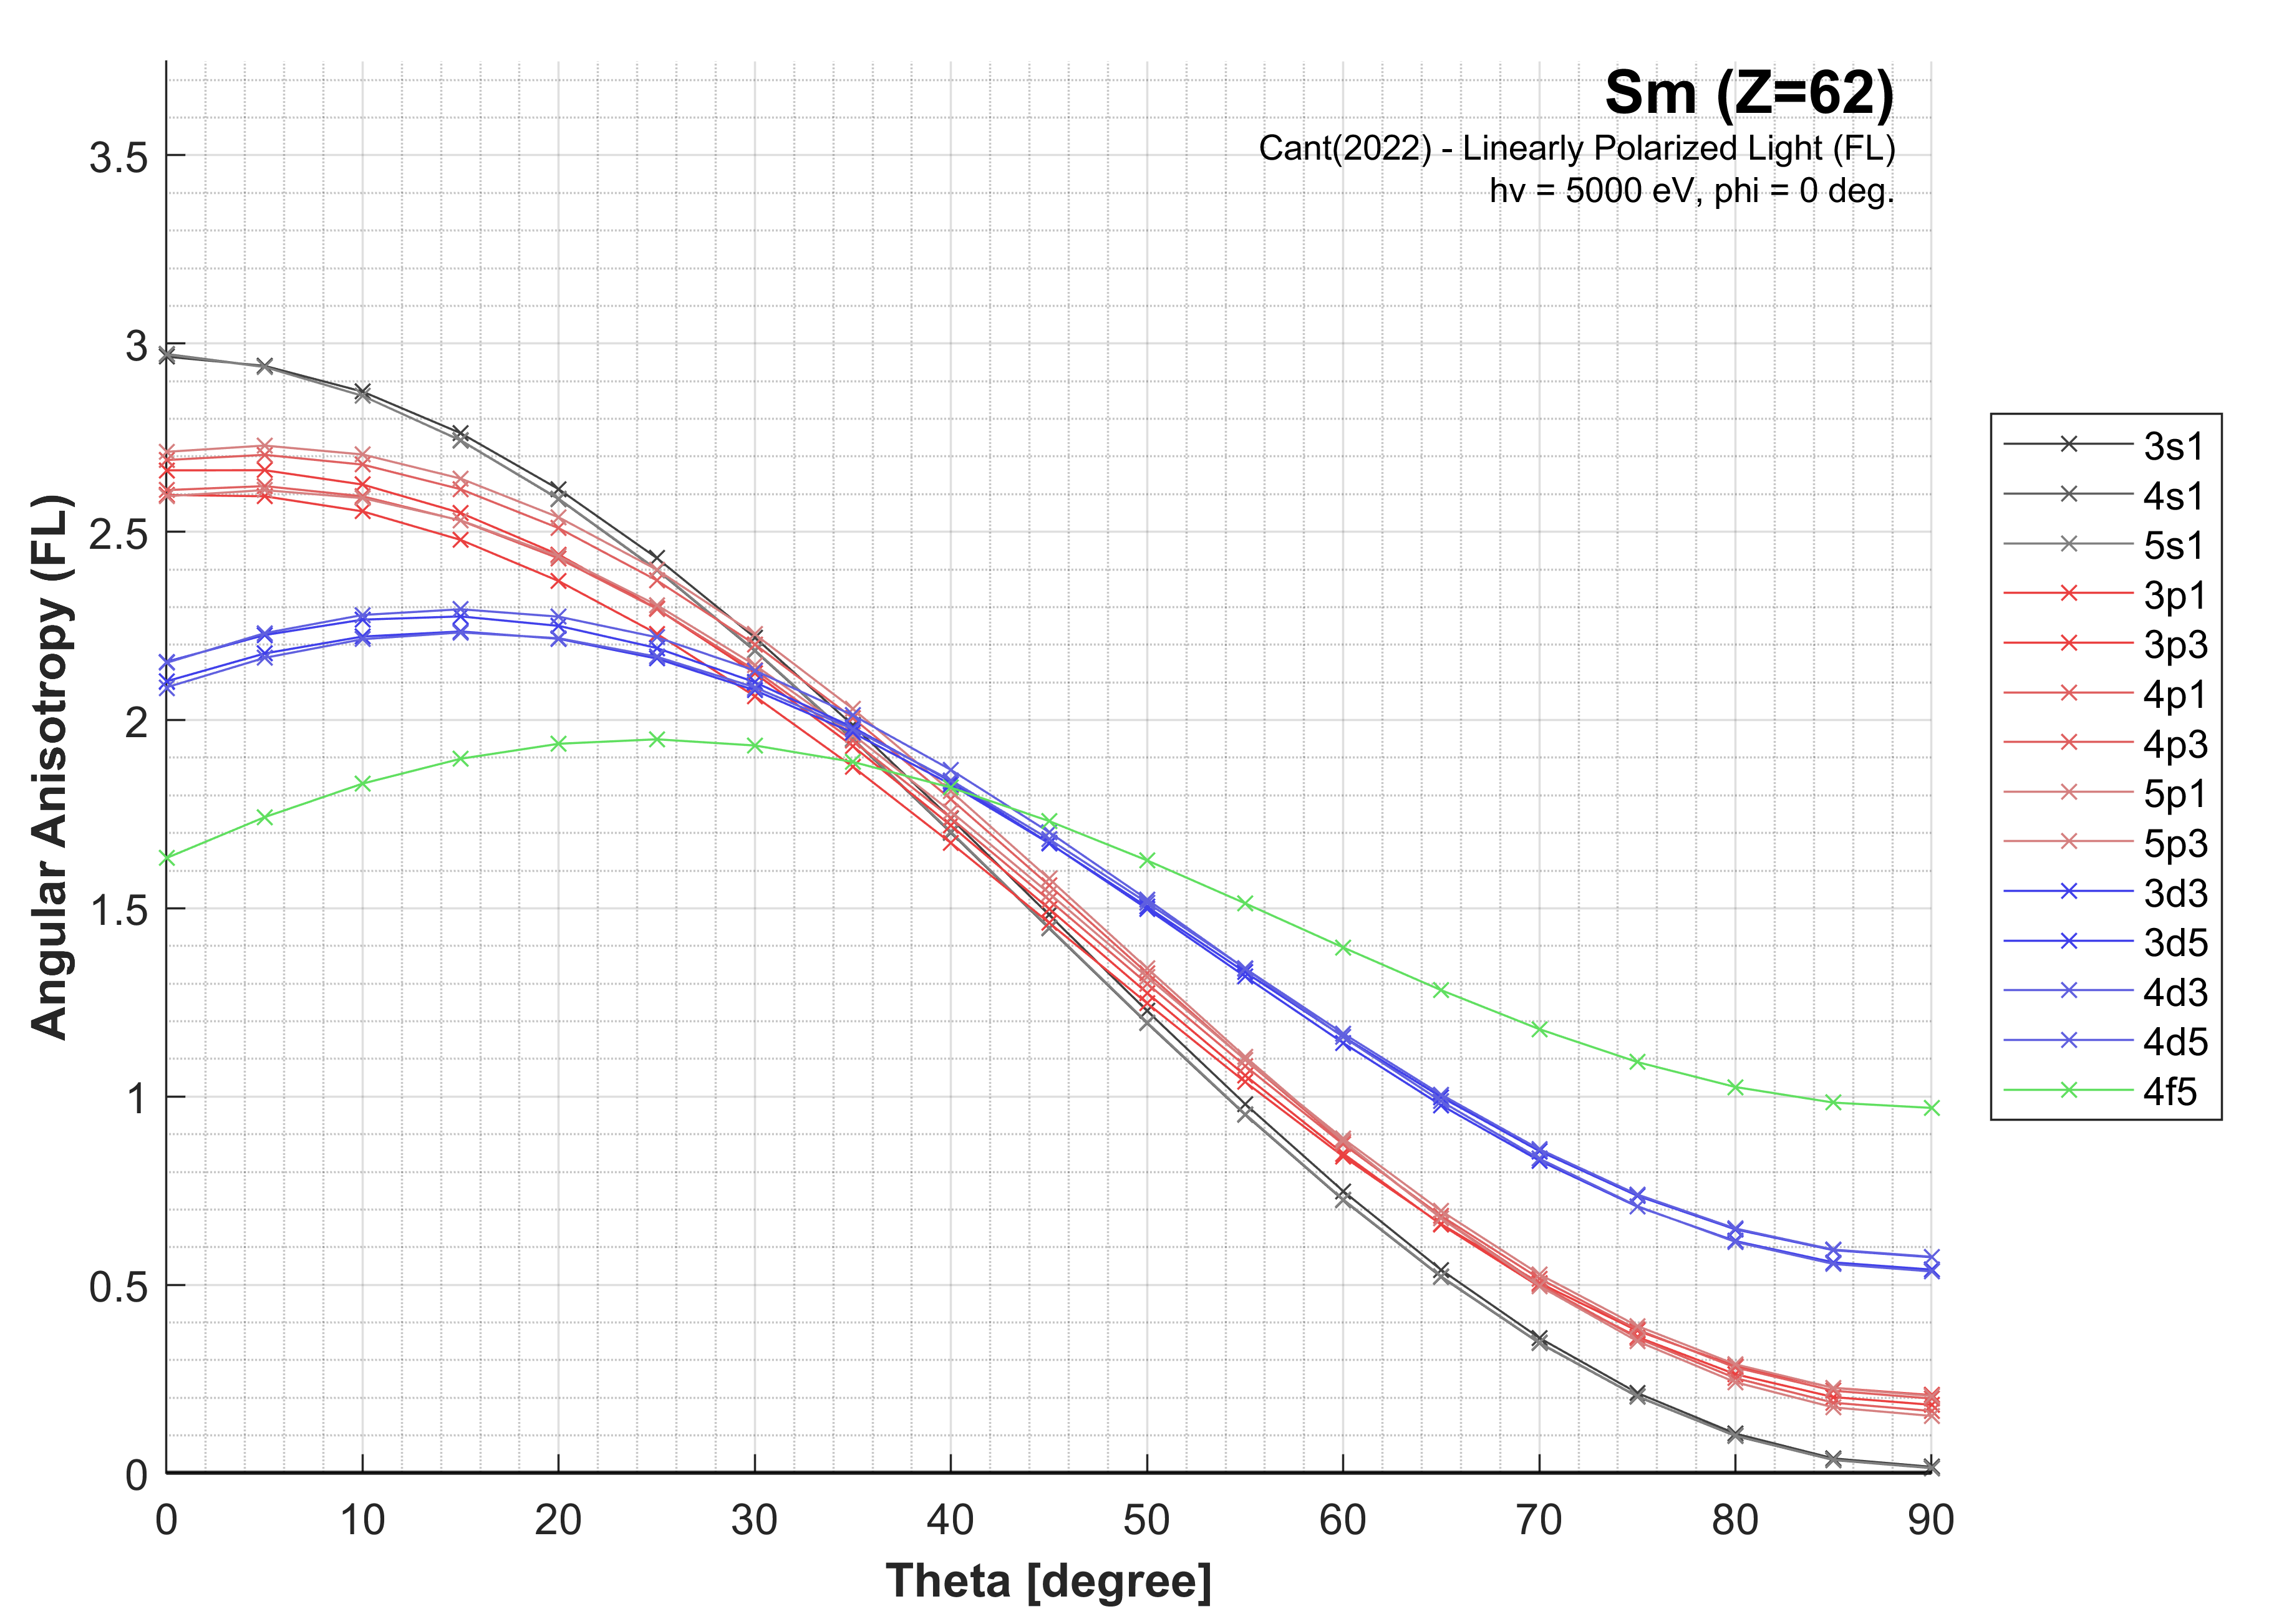 Sm (Z=62)
Cant(2022) - Linearly Polarized Light (FL)
hv = 5000 eV, phi = 0 deg.
Angular Anisotropy (FL)
3.5
3
2.5
2
1.5
1
0.5
0
0 10 20 30 40 50 60 70 80 90
Theta [degree]
3s1
4s1
5s1
3p1
3p3
4p1
4p3
5p1
5p3
3d3
3d5
4d3
4d5
4f5